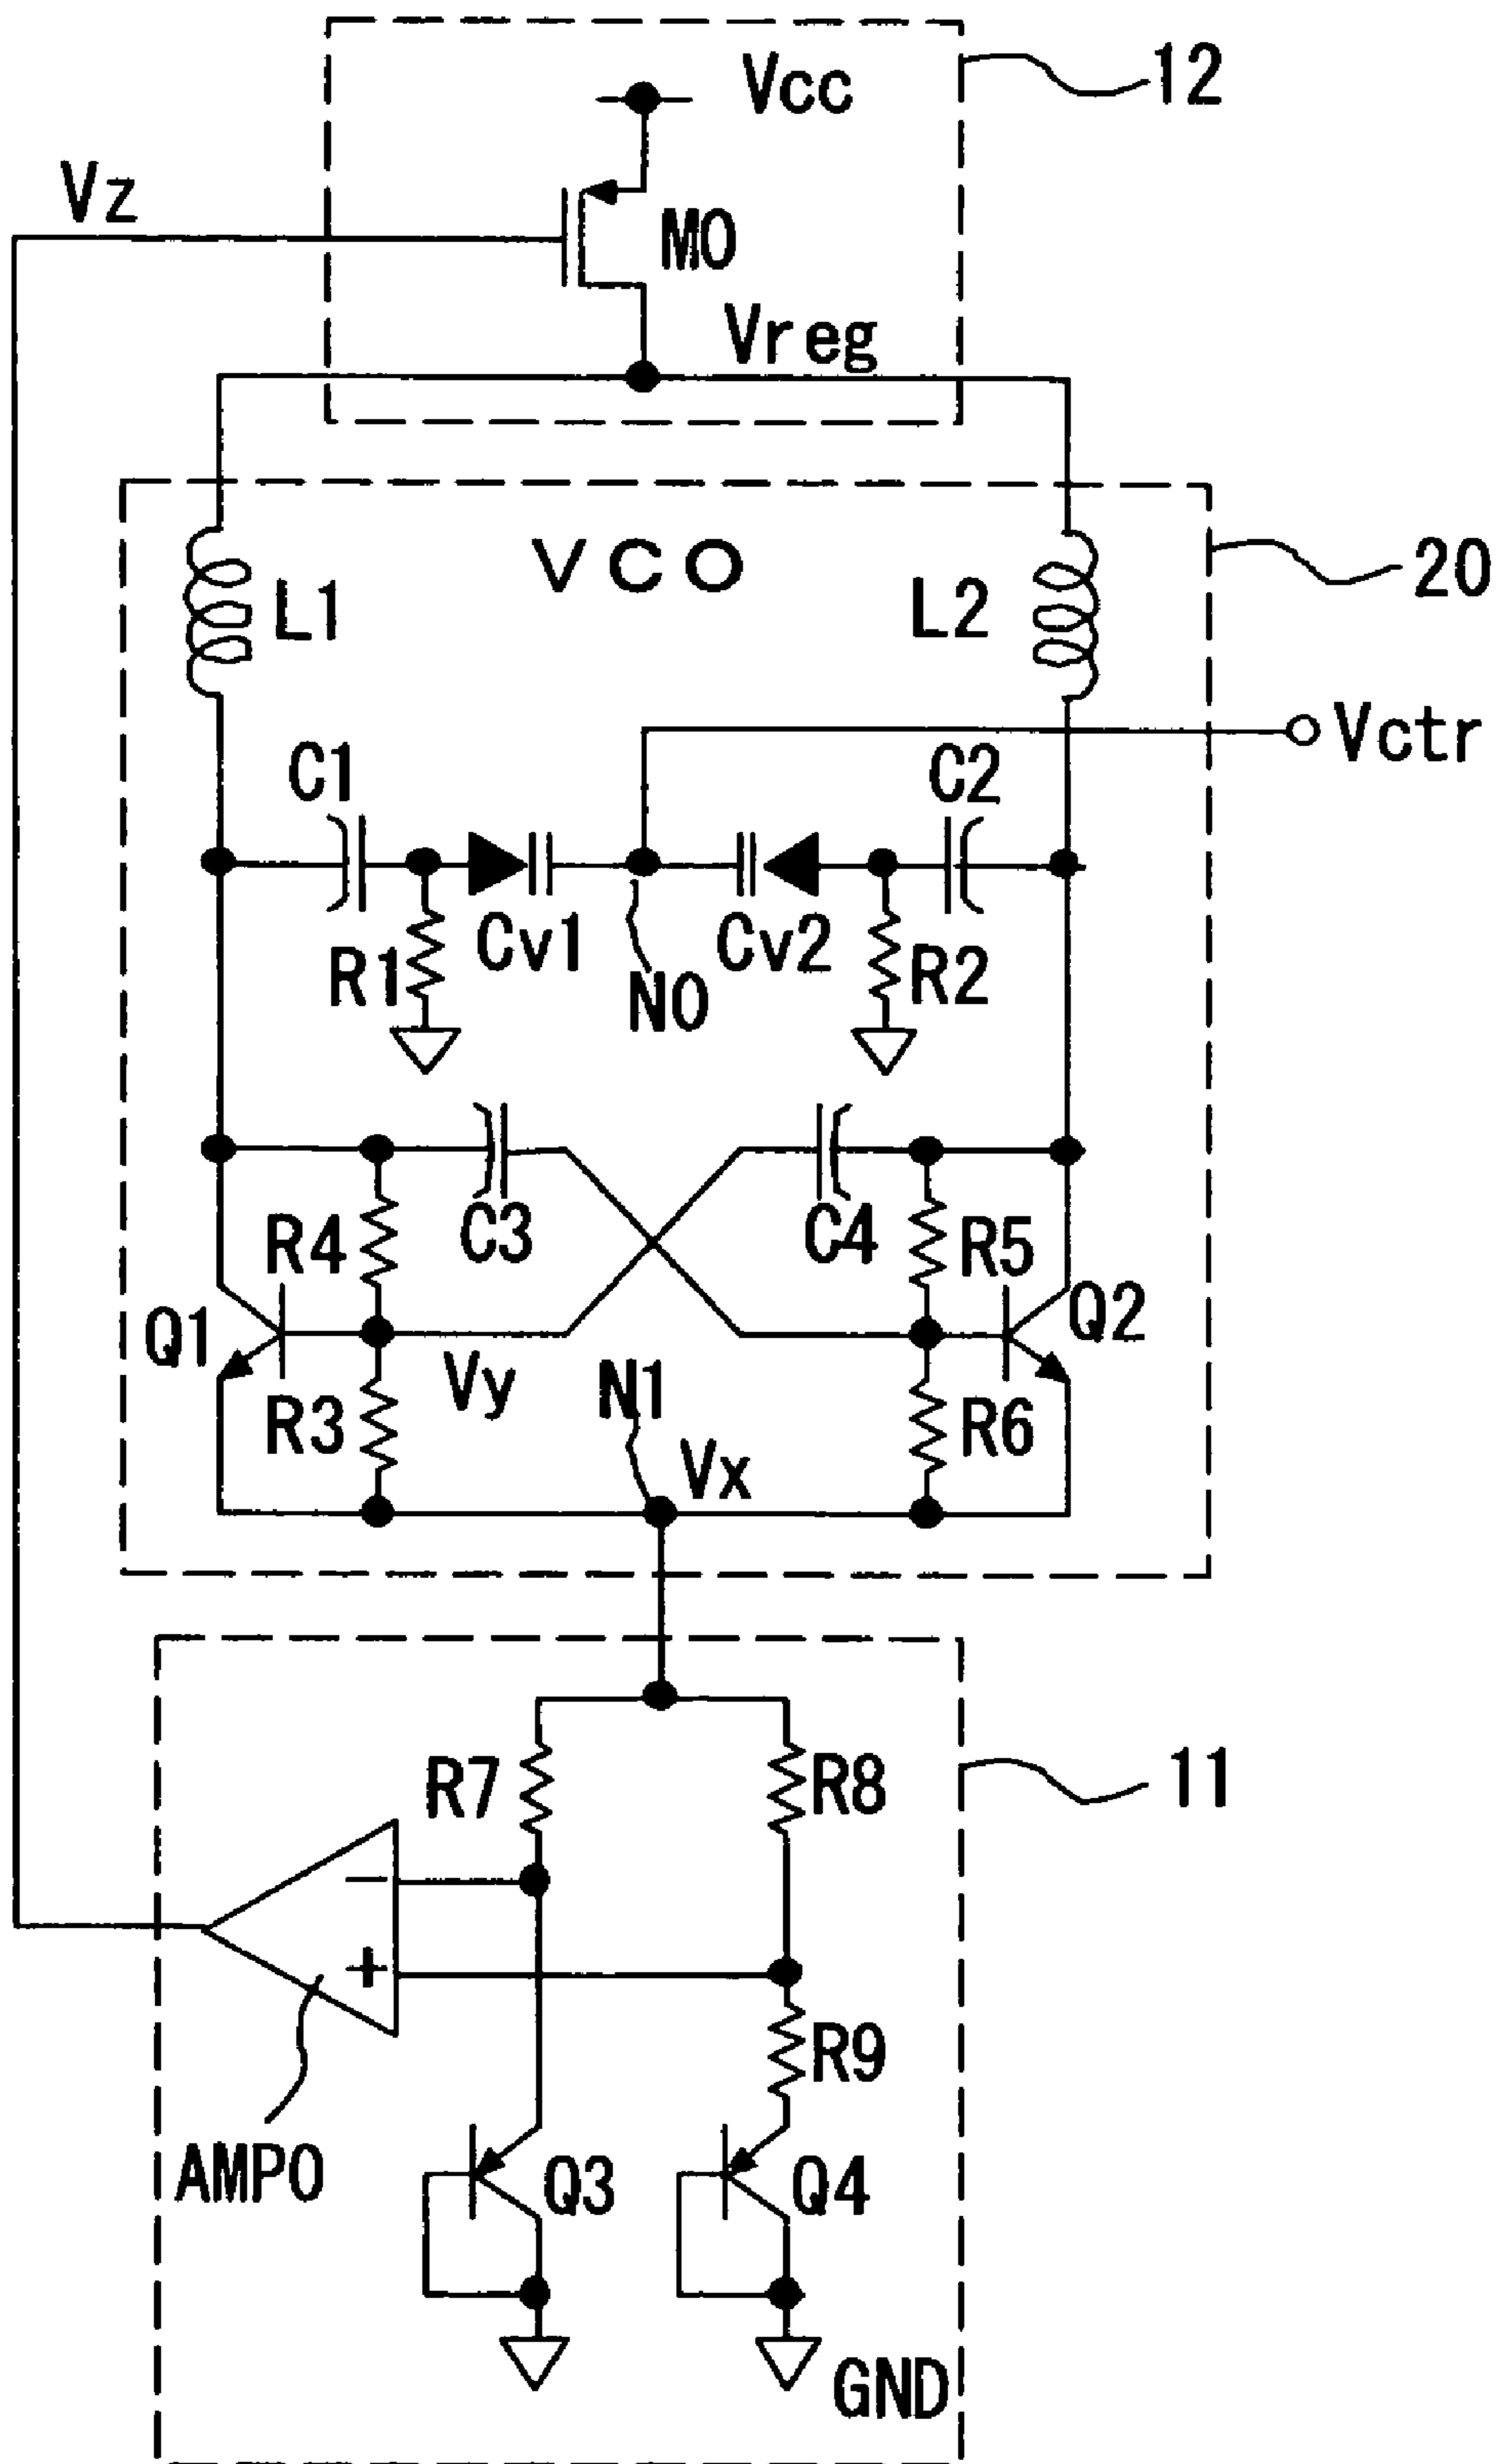 Vcc
12
Vz
M0
Vreg
VCO
20
L1
L2
Vctr
C1
C2
Cv1
Cv2
R1
N0
R2
R4
C3
C4
R5
Q1
Q2
Vy
N1
R3
Vx
R6
R7
R8
11
−
+
R9
AMP0
Q3
Q4
GND